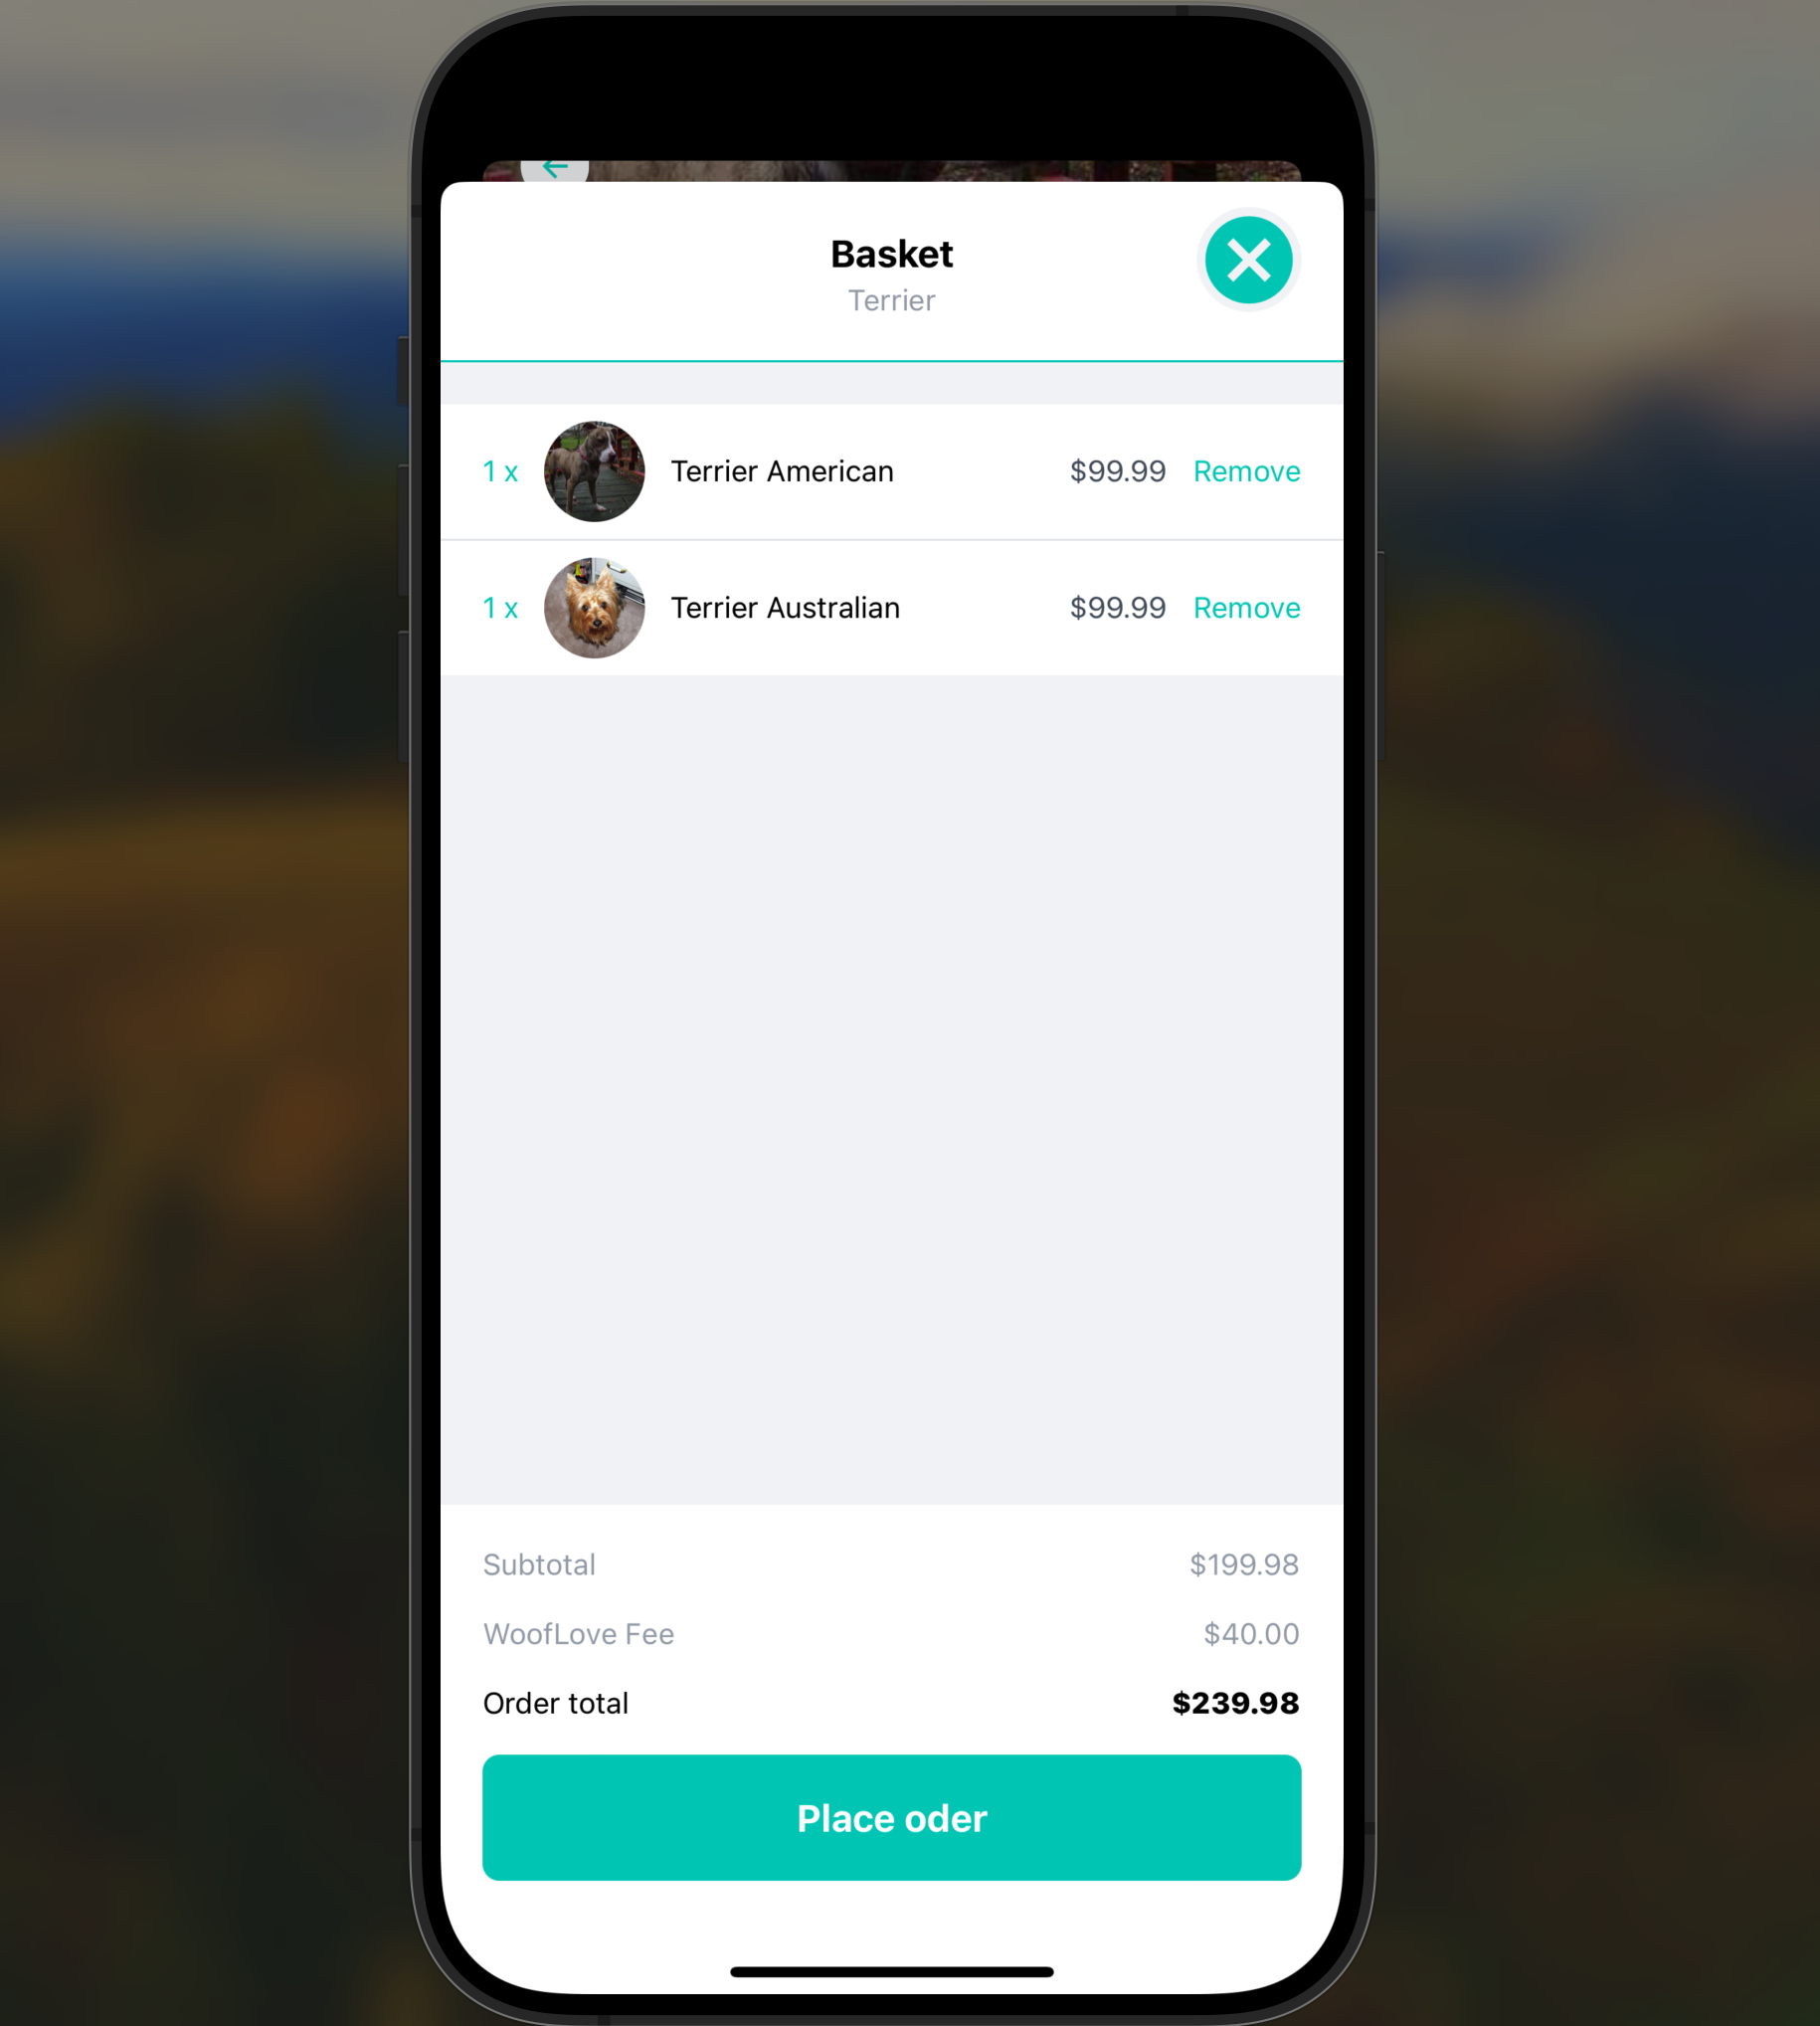 Basket
Terrier
1 x Terrier American $99.99 Remove
1 x Terrier Australian $99.99 Remove
Subtotal $199.98
WoofLove Fee $40.00
Order total $239.98
Place oder